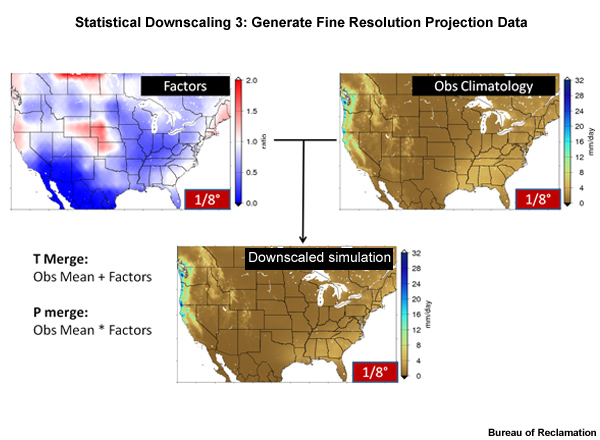 Statistical Downscaling 3: Generate Fine Resolution Projection Data
Factors
2.0
1.5
1.0
0.5
0.0
ratio
1/8°
Obs Climatology
32
28
24
20
16
12
8
4
0
mm/day
1/8°
T Merge:
Obs Mean + Factors
P merge:
Obs Mean * Factors
Downscaled simulation
32
28
24
20
16
12
8
4
0
mm/day
1/8°
Bureau of Reclamation